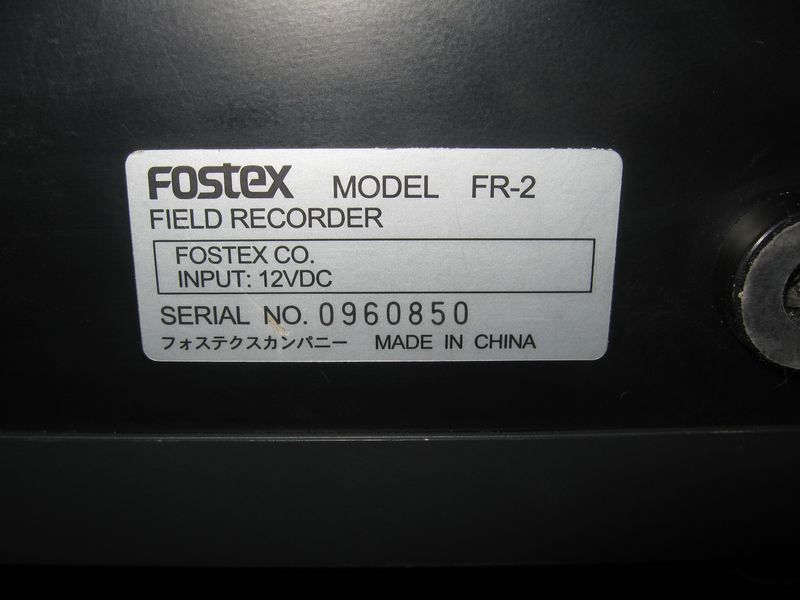 Fostex MODEL FR-2
FIELD RECORDER
FOSTEX CO.
INPUT: 12VDC
SERIAL NO. 0960850
フォステクスカンパニー MADE IN CHINA